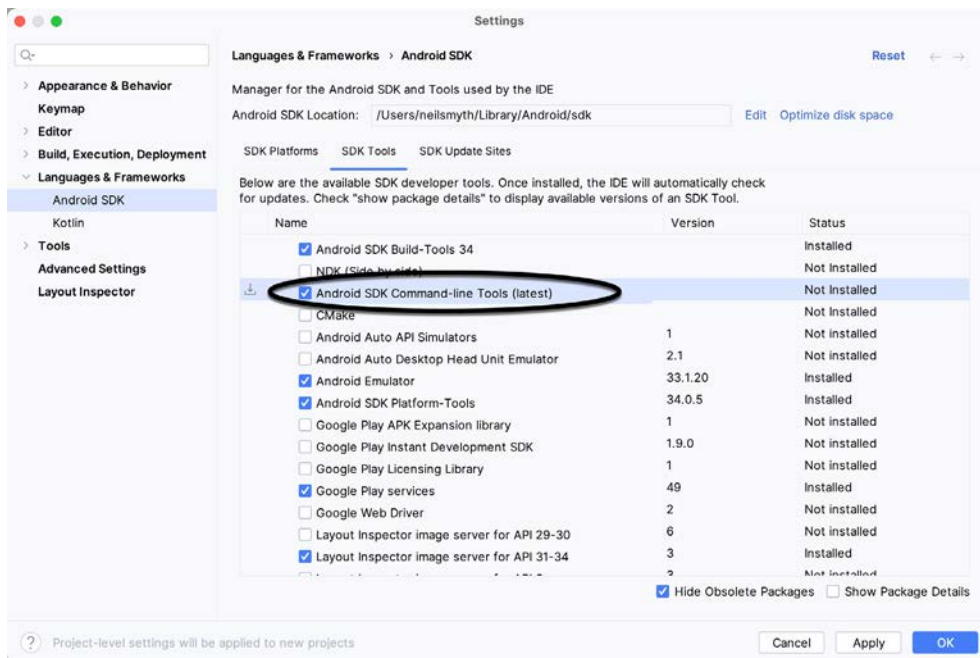 Settings
Languages & Frameworks › Android SDK
Reset
Appearance & Behavior
Keymap
Editor
Build, Execution, Deployment
Languages & Frameworks
Android SDK
Kotlin
Tools
Advanced Settings
Layout Inspector
Manager for the Android SDK and Tools used by the IDE
Android SDK Location: /Users/neilsmyth/Library/Android/sdk Edit Optimize disk space
SDK Platforms SDK Tools SDK Update Sites
Below are the available SDK developer tools. Once installed, the IDE will automatically check
for updates. Check "show package details" to display available versions of an SDK Tool.
Name Version Status
Android SDK Build-Tools 34 Installed
NDK (Side by side) Not Installed
Android SDK Command-line Tools (latest) Not Installed
CMake Not Installed
Android Auto API Simulators 1 Not installed
Android Auto Desktop Head Unit Emulator 2.1 Not installed
Android Emulator 33.1.20 Installed
Android SDK Platform-Tools 34.0.5 Installed
Google Play APK Expansion library 1 Not installed
Google Play Instant Development SDK 1.9.0 Not installed
Google Play Licensing Library 1 Not installed
Google Play services 49 Installed
Google Web Driver 2 Not installed
Layout Inspector image server for API 29-30 6 Not installed
Layout Inspector image server for API 31-34 3 Installed
Hide Obsolete Packages Show Package Details
? Project-level settings will be applied to new projects
Cancel Apply OK